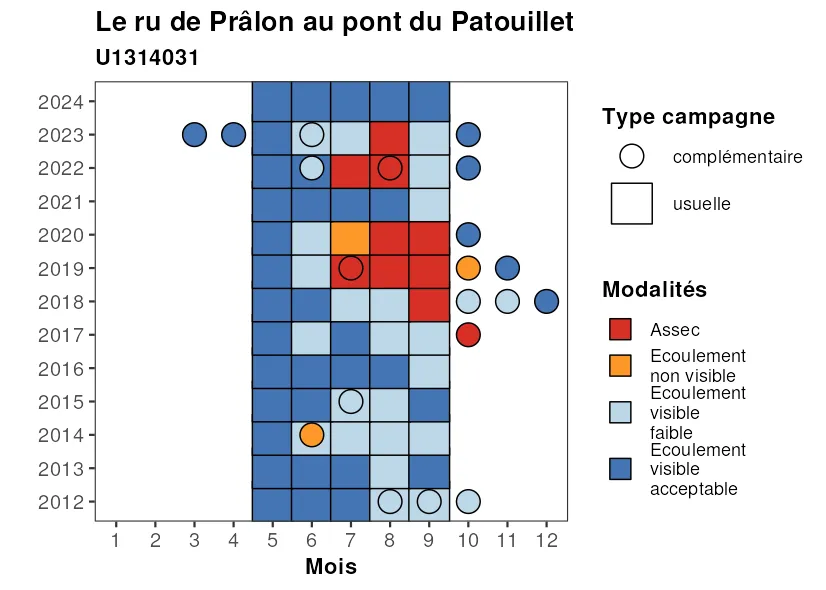 Le ru de Prâlon au pont du Patouillet
U1314031
2024
2023
2022
2021
2020
2019
2018
2017
2016
2015
2014
2013
2012
1 2 3 4 5 6 7 8 9 10 11 12
Mois
Type campagne
complémentaire
usuelle
Modalités
Assec
Ecoulement
non visible
Ecoulement
visible
faible
Ecoulement
visible
acceptable